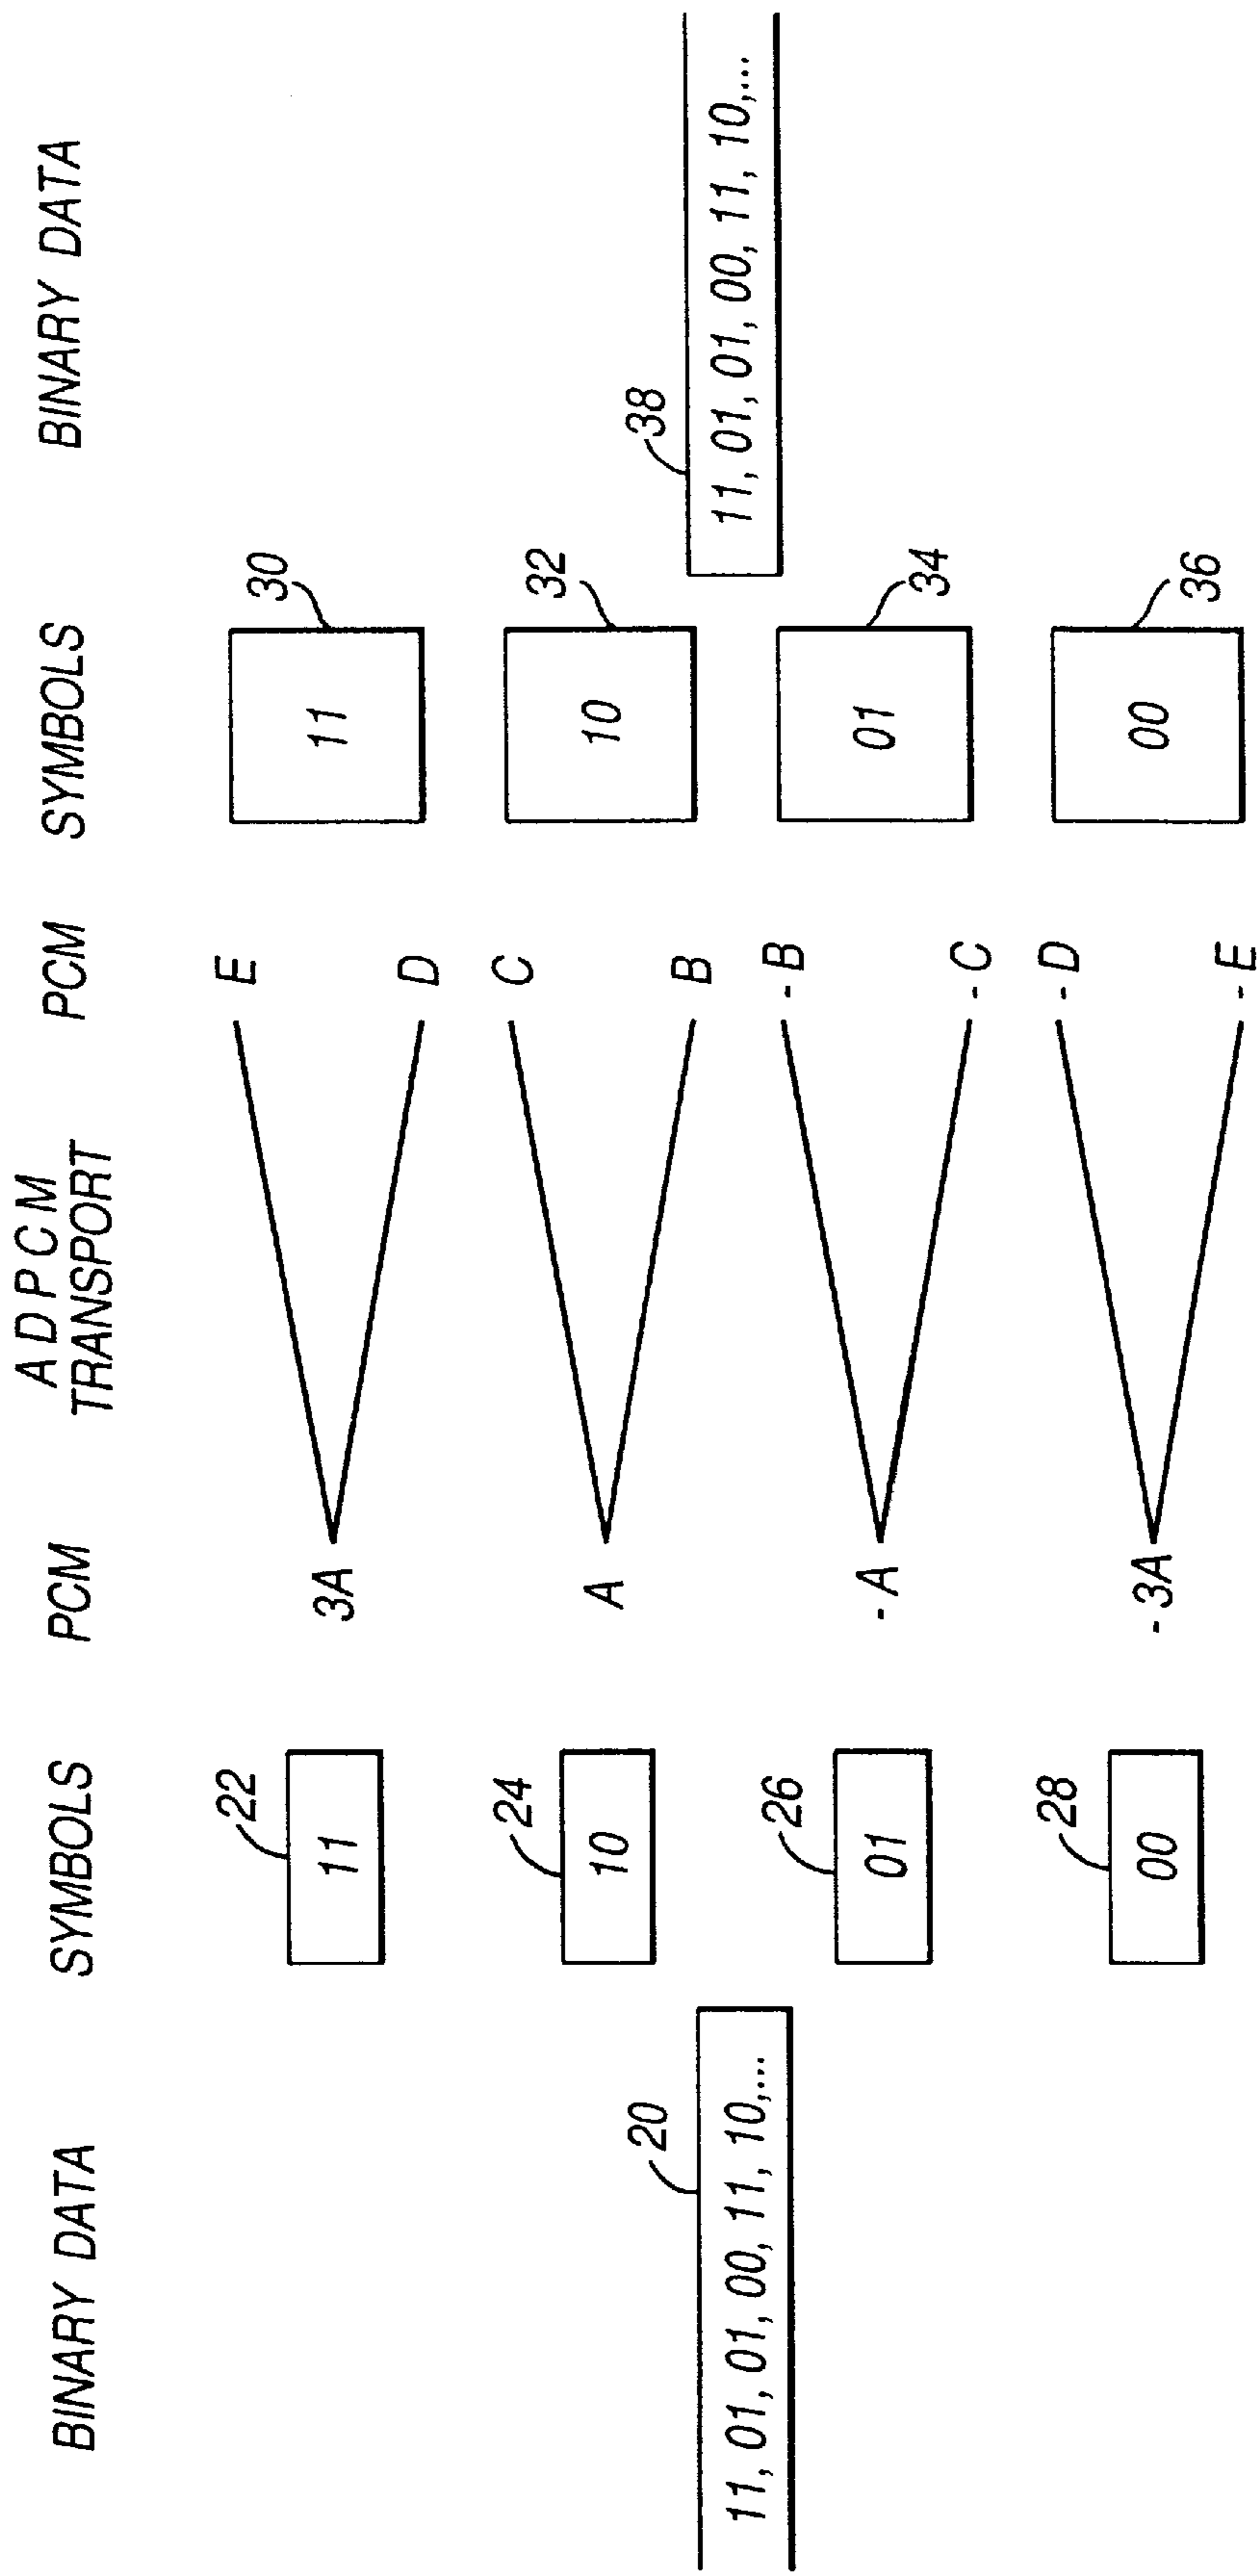 BINARY DATA
SYMBOLS
PCM
A D P C M
TRANSPORT
PCM
SYMBOLS
BINARY DATA
20
11, 01, 01, 00, 11, 10,...
22
11
24
10
26
01
28
00
3A
A
- A
- 3A
E
D
C
B
- B
- C
- D
- E
30
11
32
10
34
01
36
00
38
11, 01, 01, 00, 11, 10,...